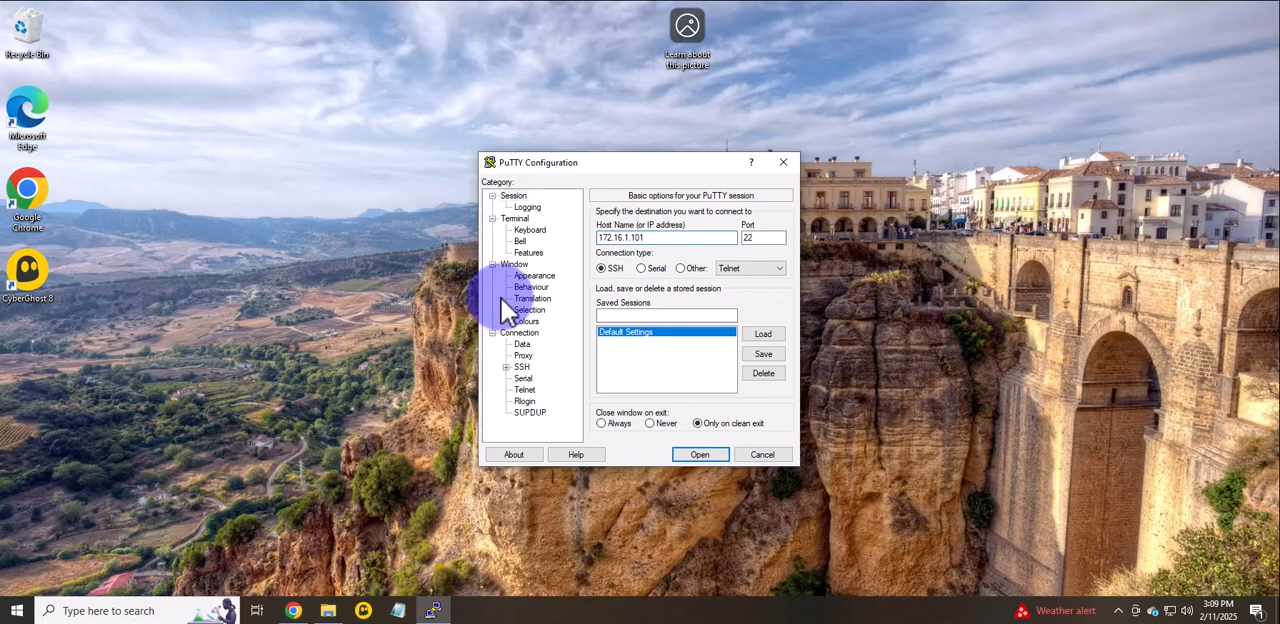 Recycle Bin
Learn about
this picture
Microsoft
Edge
Google
Chrome
CyberGhost 8
PuTTY Configuration
?
Category:
Session
Logging
Terminal
Keyboard
Bell
Features
Window
Appearance
Behaviour
Translation
Selection
Colours
Connection
Data
Proxy
SSH
Serial
Telnet
Rlogin
SUPDUP
Basic options for your PuTTY session
Specify the destination you want to connect to
Host Name (or IP address) Port
172.16.1.101 22
Connection type:
SSH Serial Other: Telnet
Load, save or delete a stored session
Saved Sessions
Default Settings
Load
Save
Delete
Close window on exit:
Always Never Only on clean exit
About Help Open Cancel
Type here to search
Weather alert
3:09 PM
2/11/2025
1